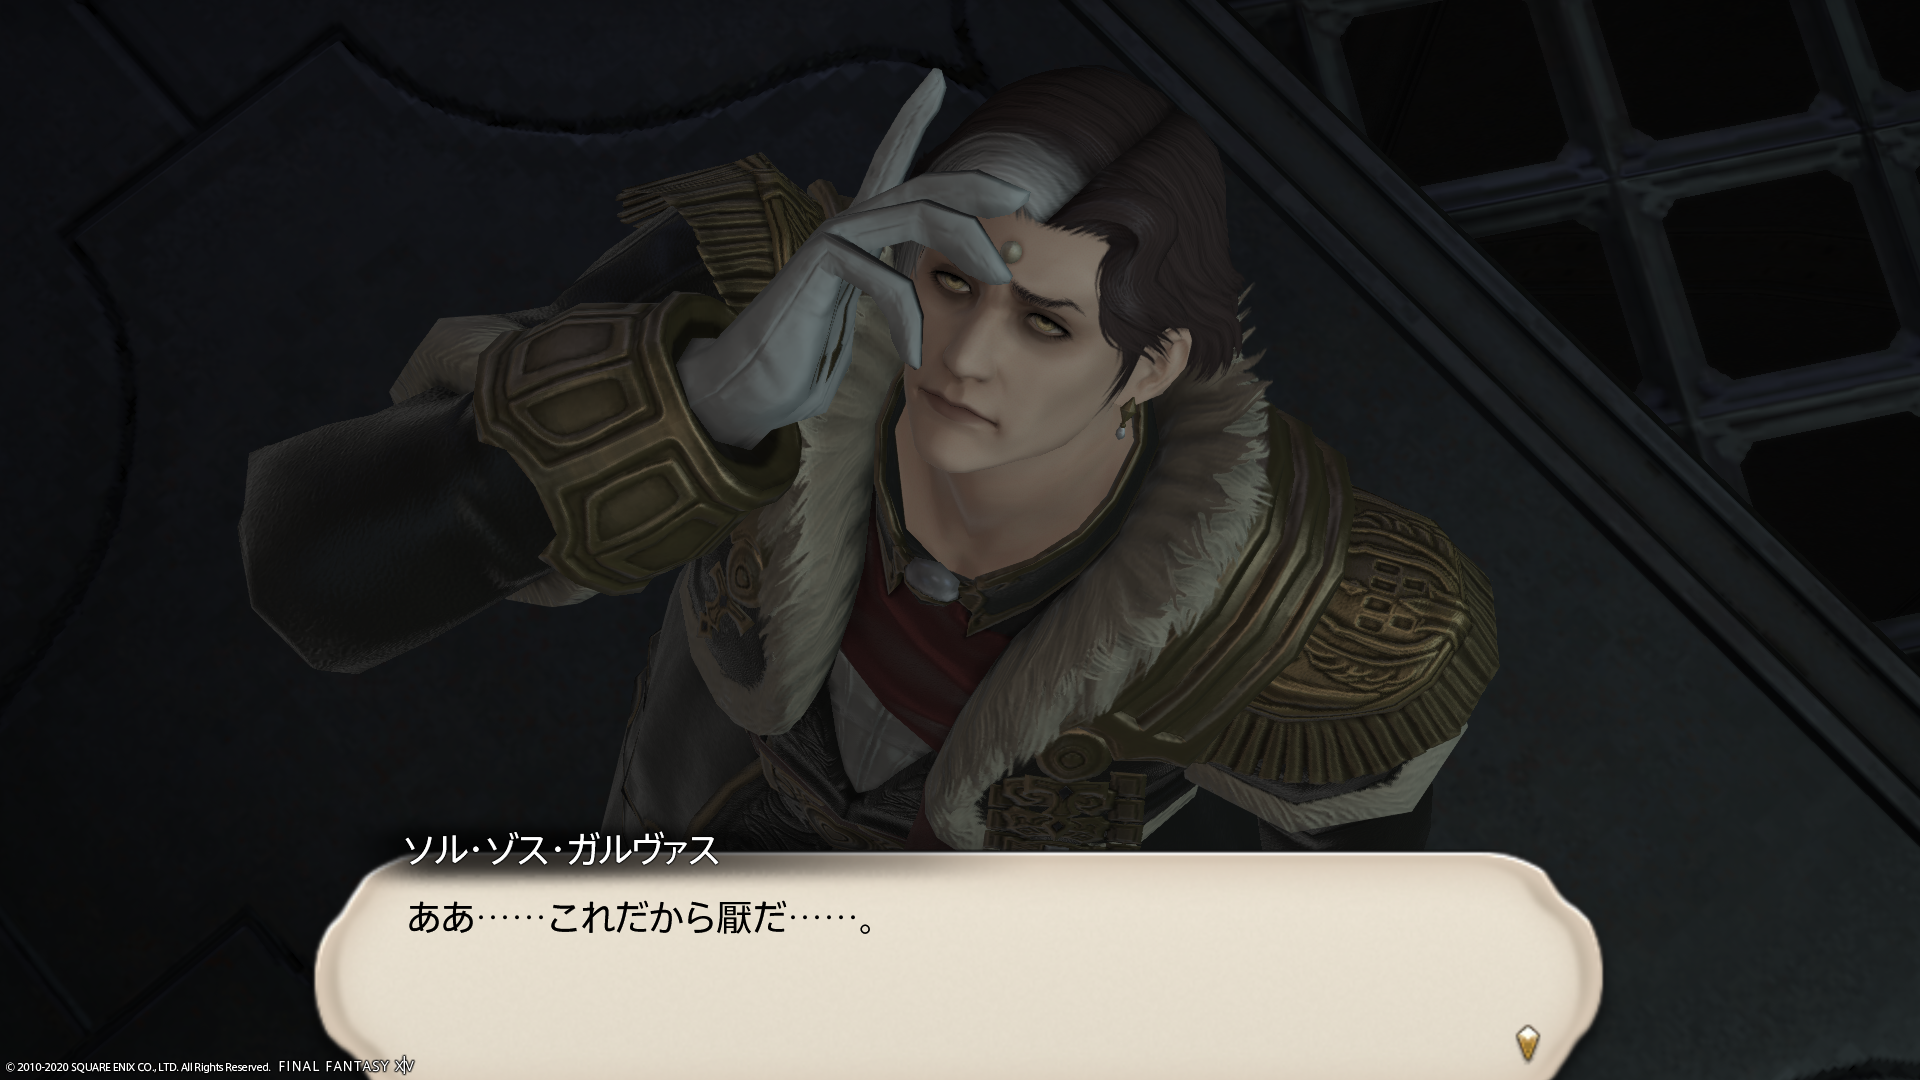 ソル・ゾス・ガルヴァス
ああ……これだから厭だ……。
© 2010-2020 SQUARE ENIX CO., LTD. All Rights Reserved. FINAL FANTASY XIV